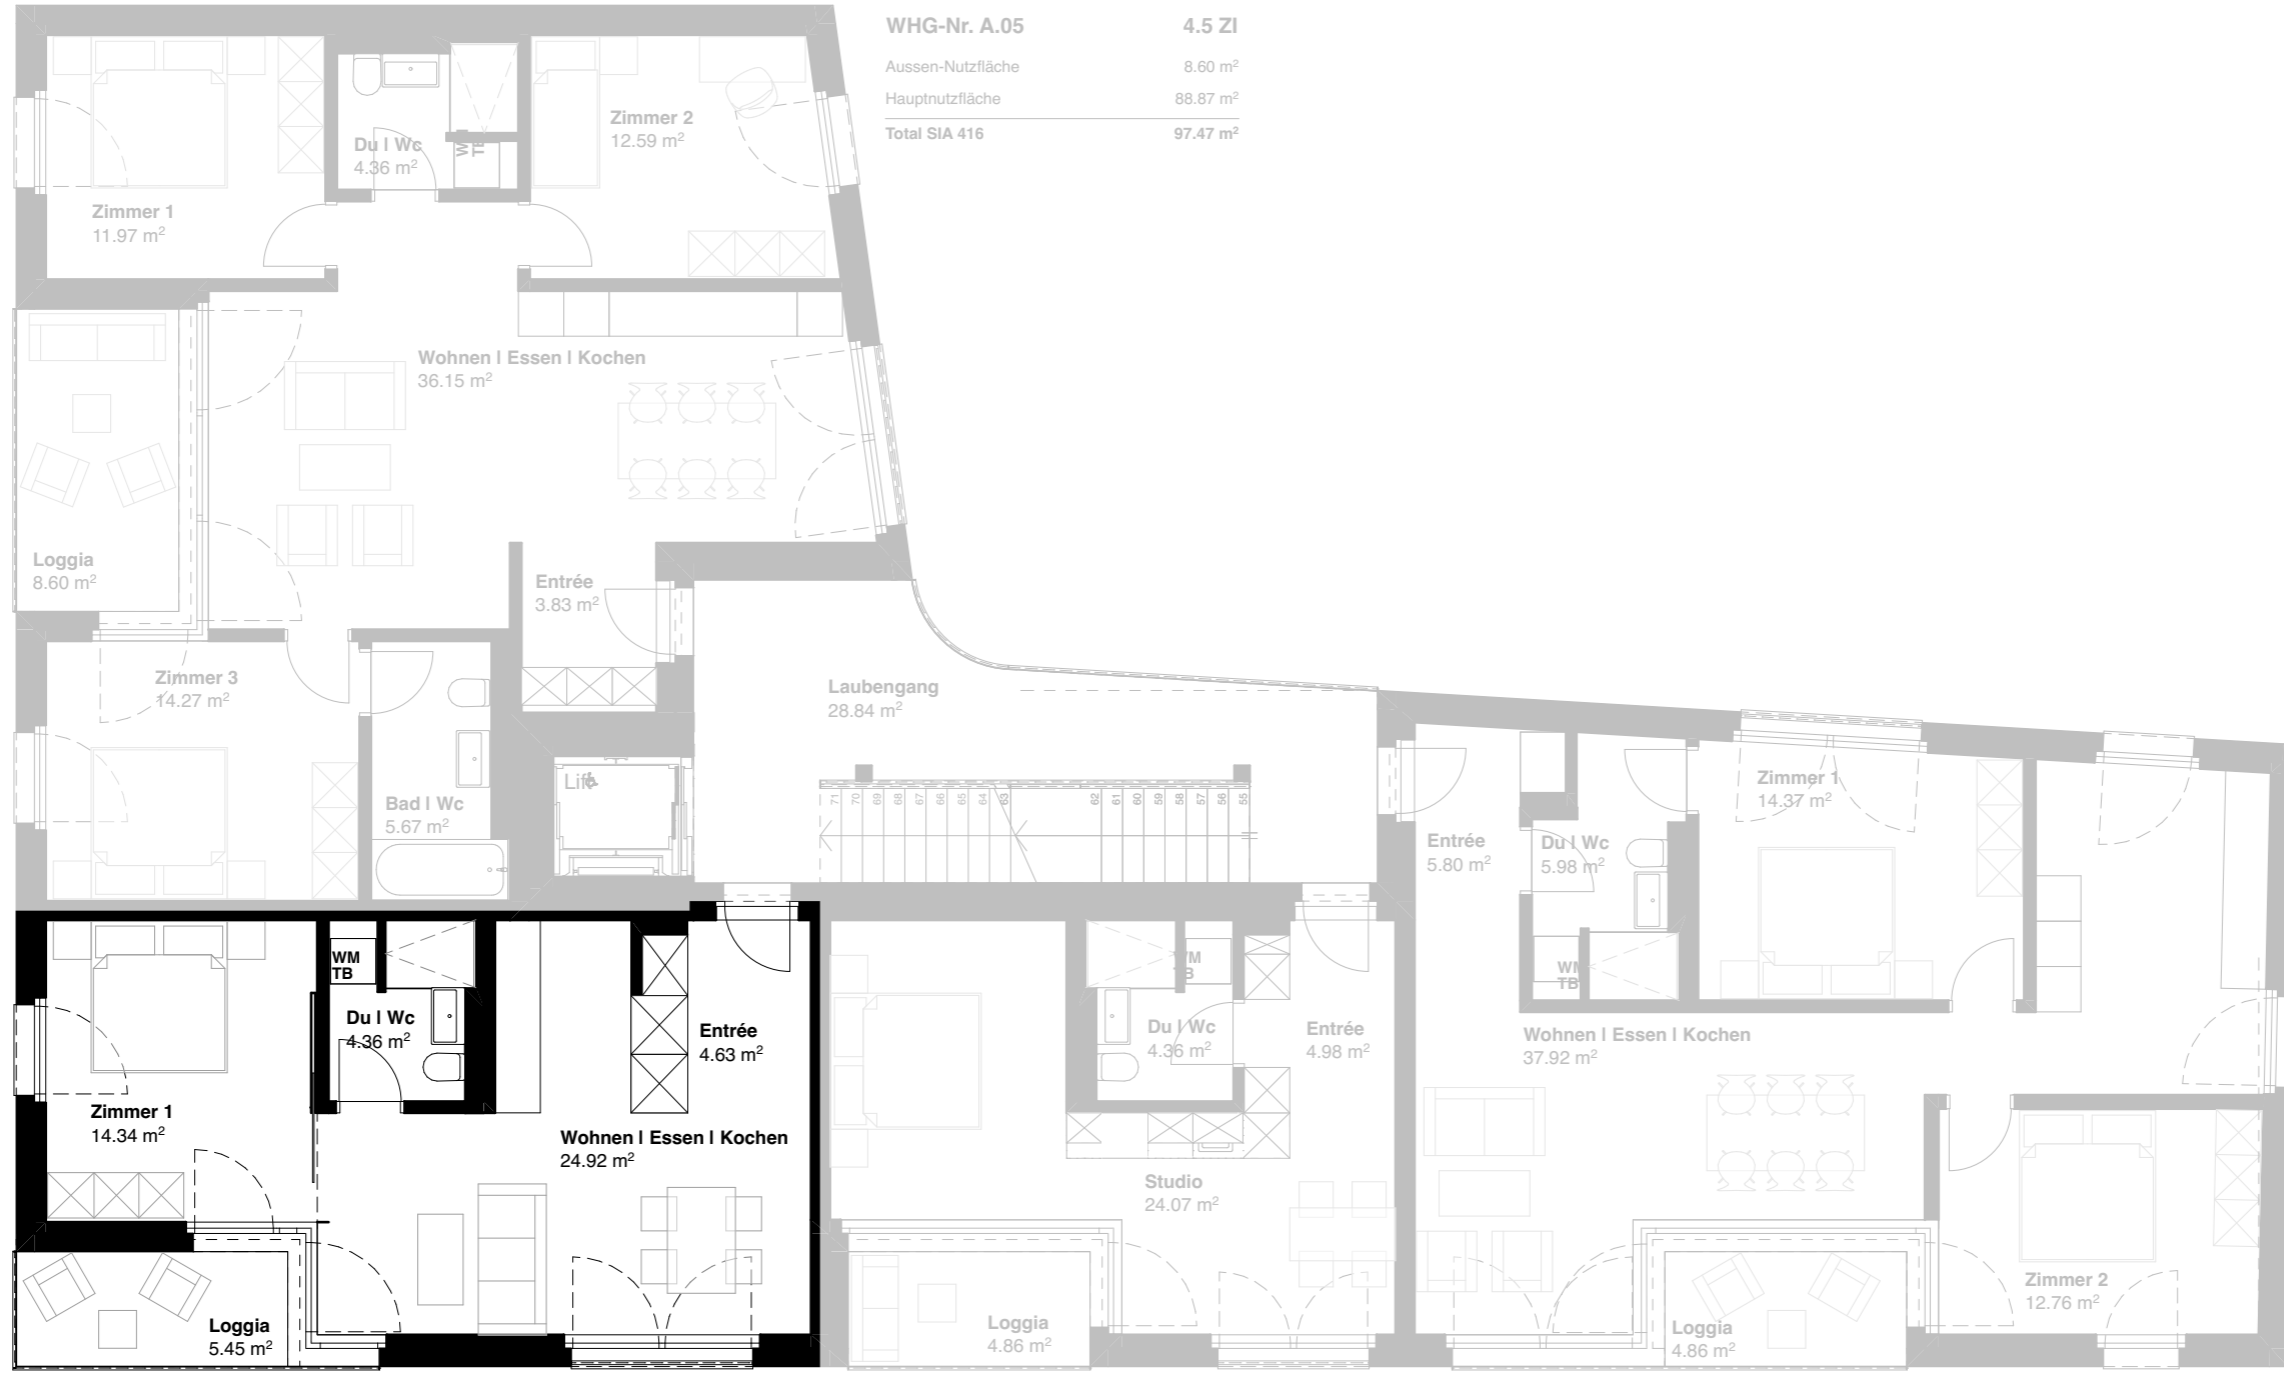 WHG-Nr. A.05 4.5 ZI
Aussen-Nutzfläche 8.60 m²
Hauptnutzfläche 88.87 m²
Total SIA 416 97.47 m²
Zimmer 1
11.97 m²
Du I Wc
4.36 m²
WM
TB
Zimmer 2
12.59 m²
Wohnen I Essen I Kochen
36.15 m²
Loggia
8.60 m²
Entrée
3.83 m²
Zimmer 3
14.27 m²
Bad I Wc
5.67 m²
Lift
Laubengang
28.84 m²
71 70 69 68 67 66 65 64 63 62 61 60 59 58 57 56 55
Entrée
5.80 m²
Du I Wc
5.98 m²
WM
TB
Zimmer 1
14.37 m²
Wohnen I Essen I Kochen
37.92 m²
Zimmer 2
12.76 m²
Loggia
4.86 m²
WM
TB
Du I Wc
4.36 m²
Entrée
4.63 m²
Zimmer 1
14.34 m²
Wohnen I Essen I Kochen
24.92 m²
Loggia
5.45 m²
WM
TB
Du I Wc
4.36 m²
Entrée
4.98 m²
Studio
24.07 m²
Loggia
4.86 m²